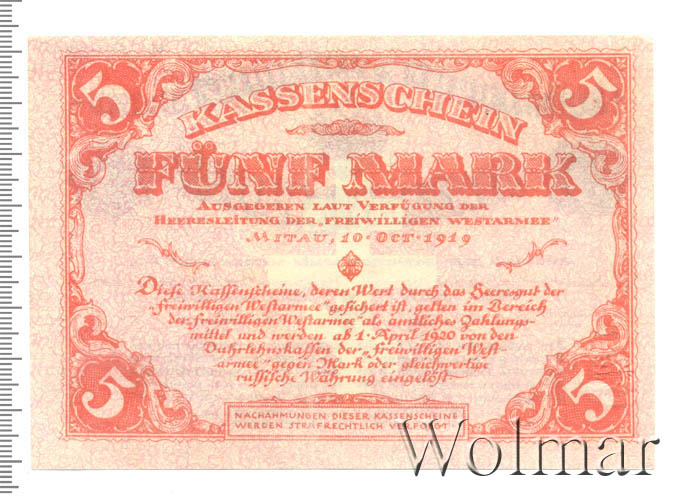 5 5
KASSENSCHEIN
FÜNF MARK
AUSGEGEBEN LAUT VERFÜGUNG DER
HEERESLEITUNG DER „FREIWILLIGEN WESTARMEE"
MITAU, 10·OCT·1919
Diese Kassenscheine, deren Wert durch das Heeresgut der
„freiwilligen Westarmee" gesichert ist, gelten im Bereich
der „freiwilligen Westarmee" als amtliches Zahlungs-
mittel und werden ab 1·April 1920 von den
Dahrlehnskassen der „freiwilligen West-
armee" gegen Mark oder gleichwertige
russische Währung eingelöst·
5 5
NACHAHMUNGEN DIESER KASSENSCHEINE
WERDEN STRAFRECHTLICH VERFOLGT
Wolmar